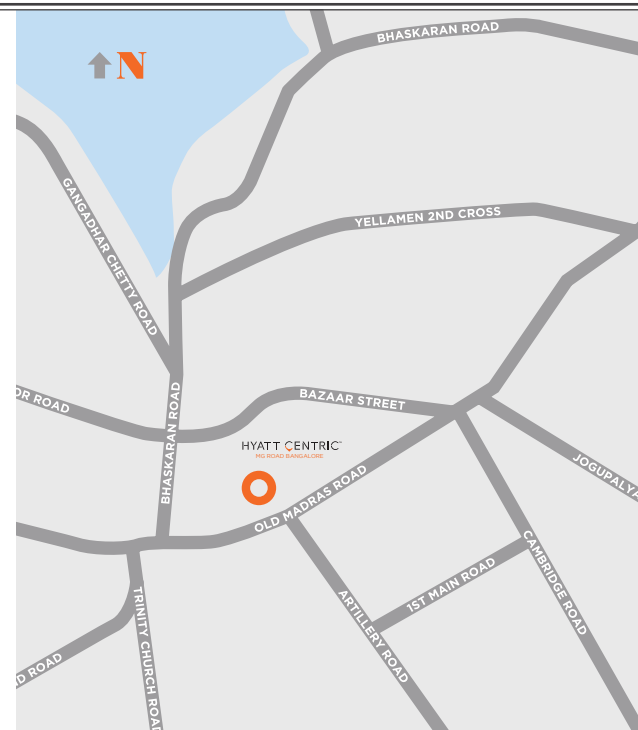 N
BHASKARAN ROAD
YELLAMEN 2ND CROSS
GANGADHAR CHETTY ROAD
OR ROAD
BAZAAR STREET
BHASKARAN ROAD
HYATT CENTRIC™
MG ROAD BANGALORE
OLD MADRAS ROAD
JOGUPALYA
1ST MAIN ROAD
CAMBRIDGE ROAD
ARTILLERY ROAD
TRINITY CHURCH ROAD
D ROAD